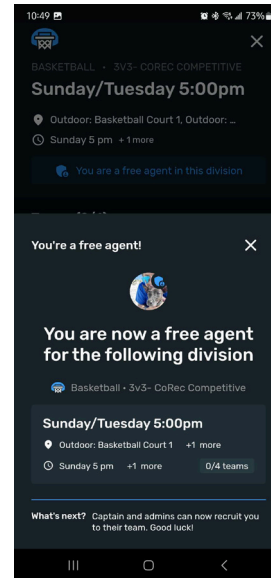 10:49
73%
BASKETBALL • 3V3- COREC COMPETITIVE
Sunday/Tuesday 5:00pm
Outdoor: Basketball Court 1, Outdoor: ...
Sunday 5 pm + 1 more
You are a free agent in this division
You're a free agent!
You are now a free agent
for the following division
Basketball • 3v3- CoRec Competitive
Sunday/Tuesday 5:00pm
Outdoor: Basketball Court 1 +1 more
Sunday 5 pm +1 more 0/4 teams
What's next? Captain and admins can now recruit you
to their team. Good luck!